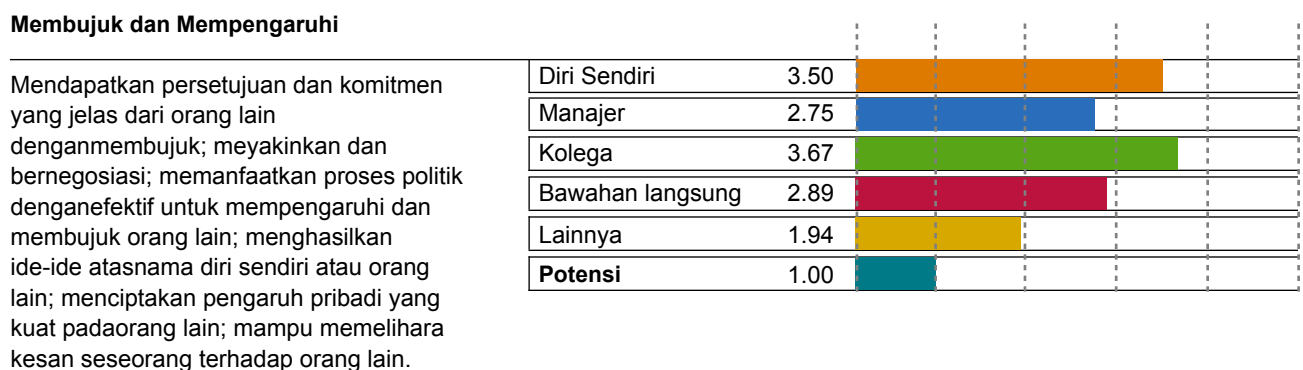 Membujuk dan Mempengaruhi
Mendapatkan persetujuan dan komitmen
yang jelas dari orang lain
denganmembujuk; meyakinkan dan
bernegosiasi; memanfaatkan proses politik
denganefektif untuk mempengaruhi dan
membujuk orang lain; menghasilkan
ide-ide atasnama diri sendiri atau orang
lain; menciptakan pengaruh pribadi yang
kuat padaorang lain; mampu memelihara
kesan seseorang terhadap orang lain.
Diri Sendiri 3.50
Manajer 2.75
Kolega 3.67
Bawahan langsung 2.89
Lainnya 1.94
Potensi 1.00